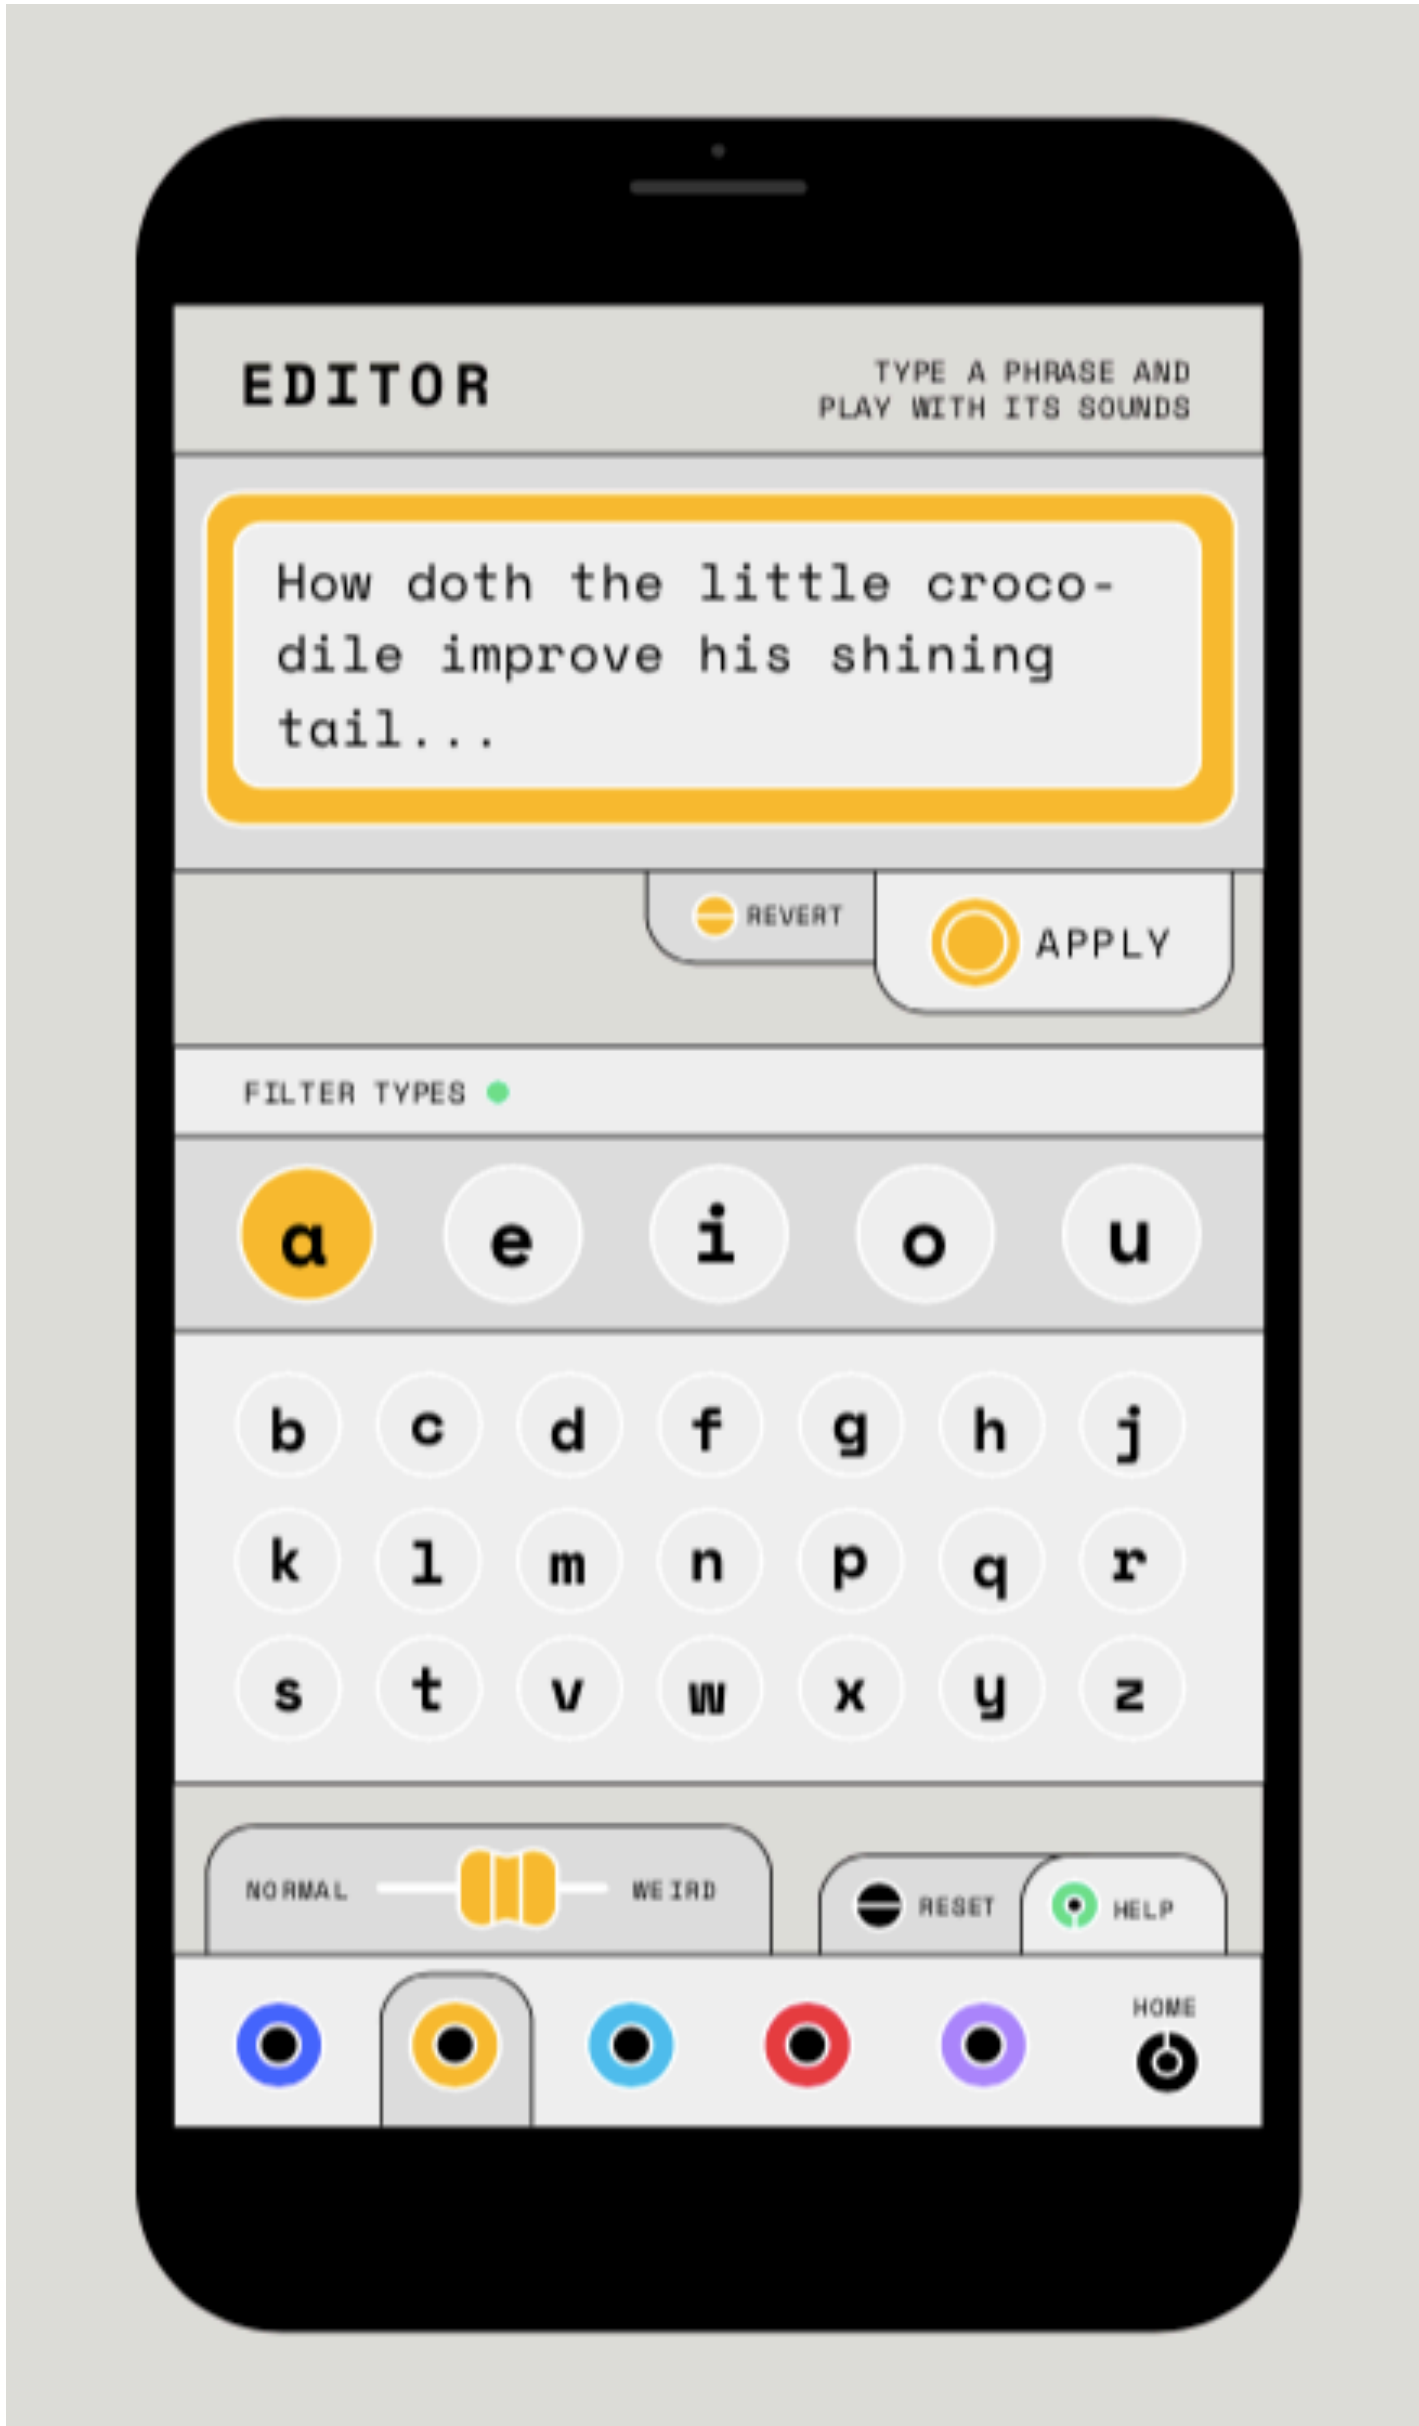 EDITOR
TYPE A PHRASE AND
PLAY WITH ITS SOUNDS
How doth the little croco-
dile improve his shining
tail...
REVERT
APPLY
FILTER TYPES
a e i o u
b c d f g h j
k l m n p q r
s t v w x y z
NORMAL
WEIRD
RESET
HELP
HOME